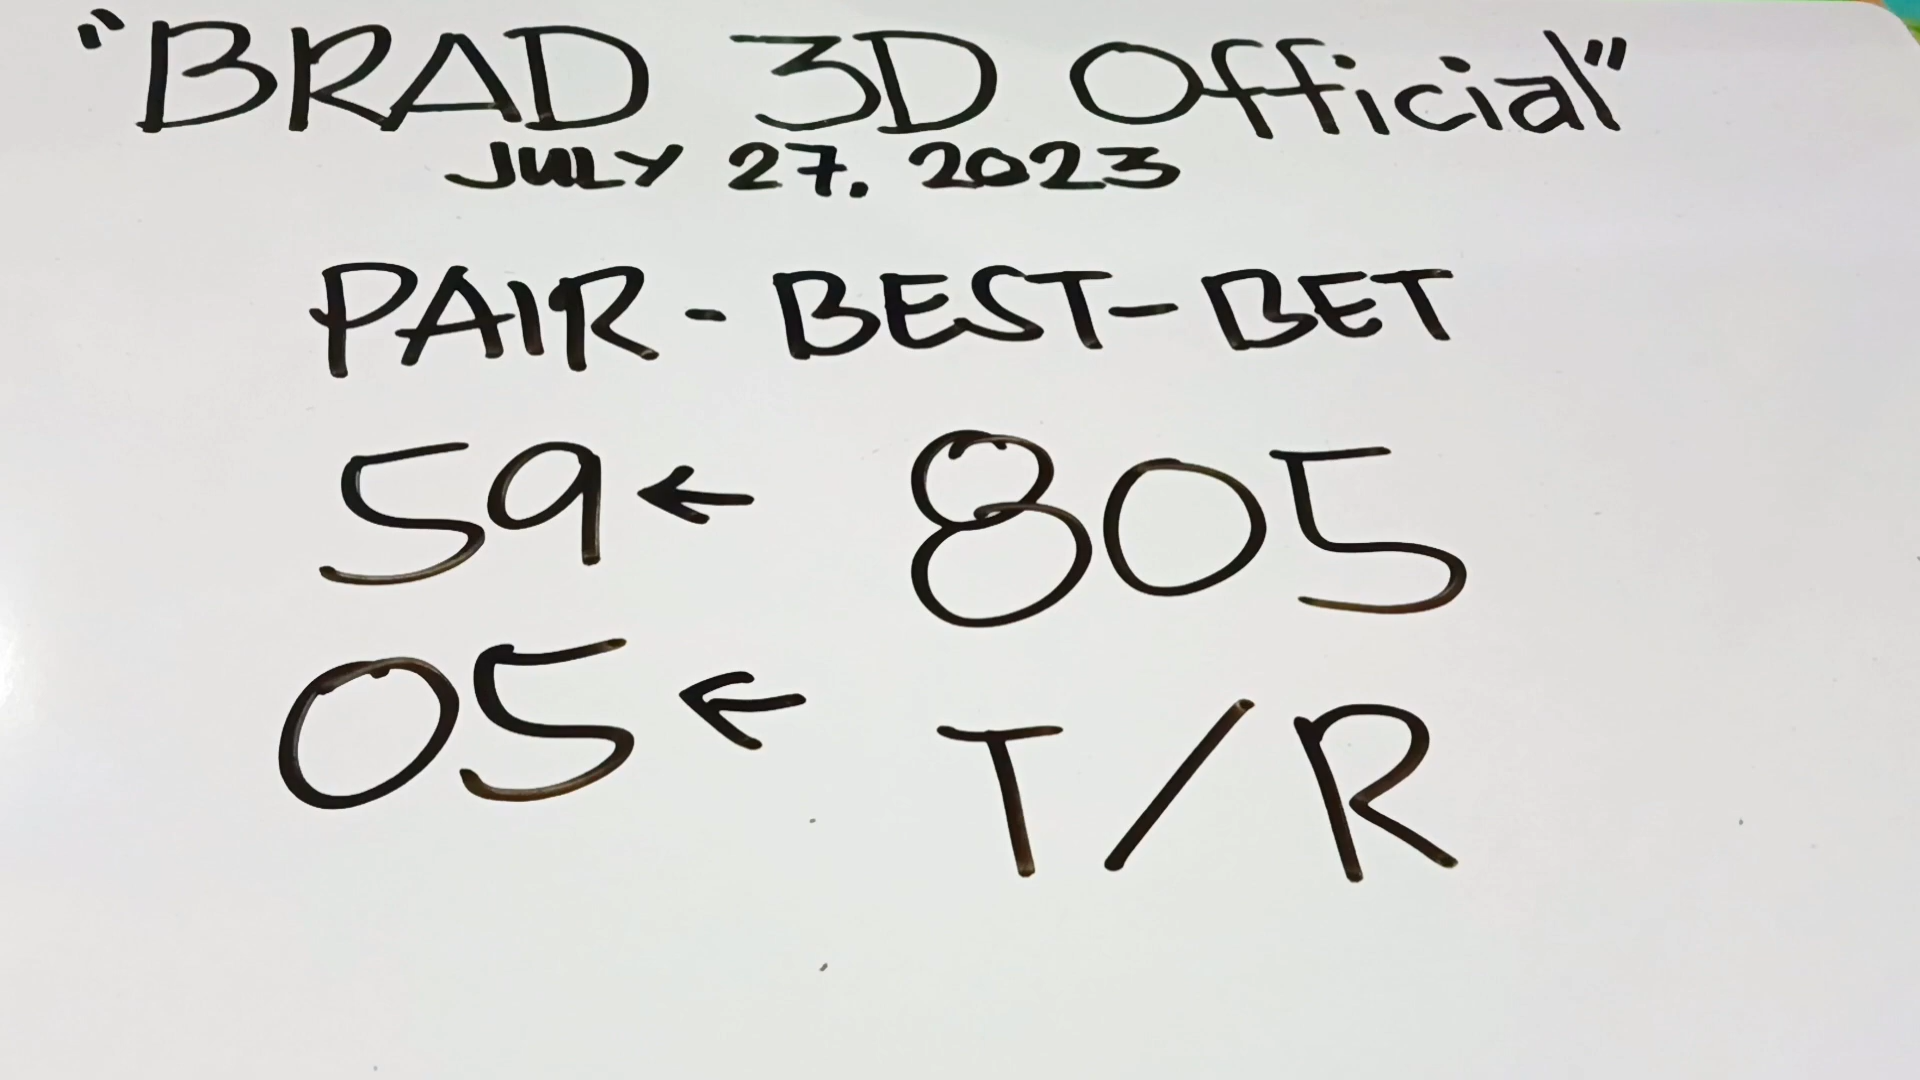 "BRAD 3D Official"
JULY 27. 2023
PAIR - BEST - BET
59 ← 805
05 ← T/R